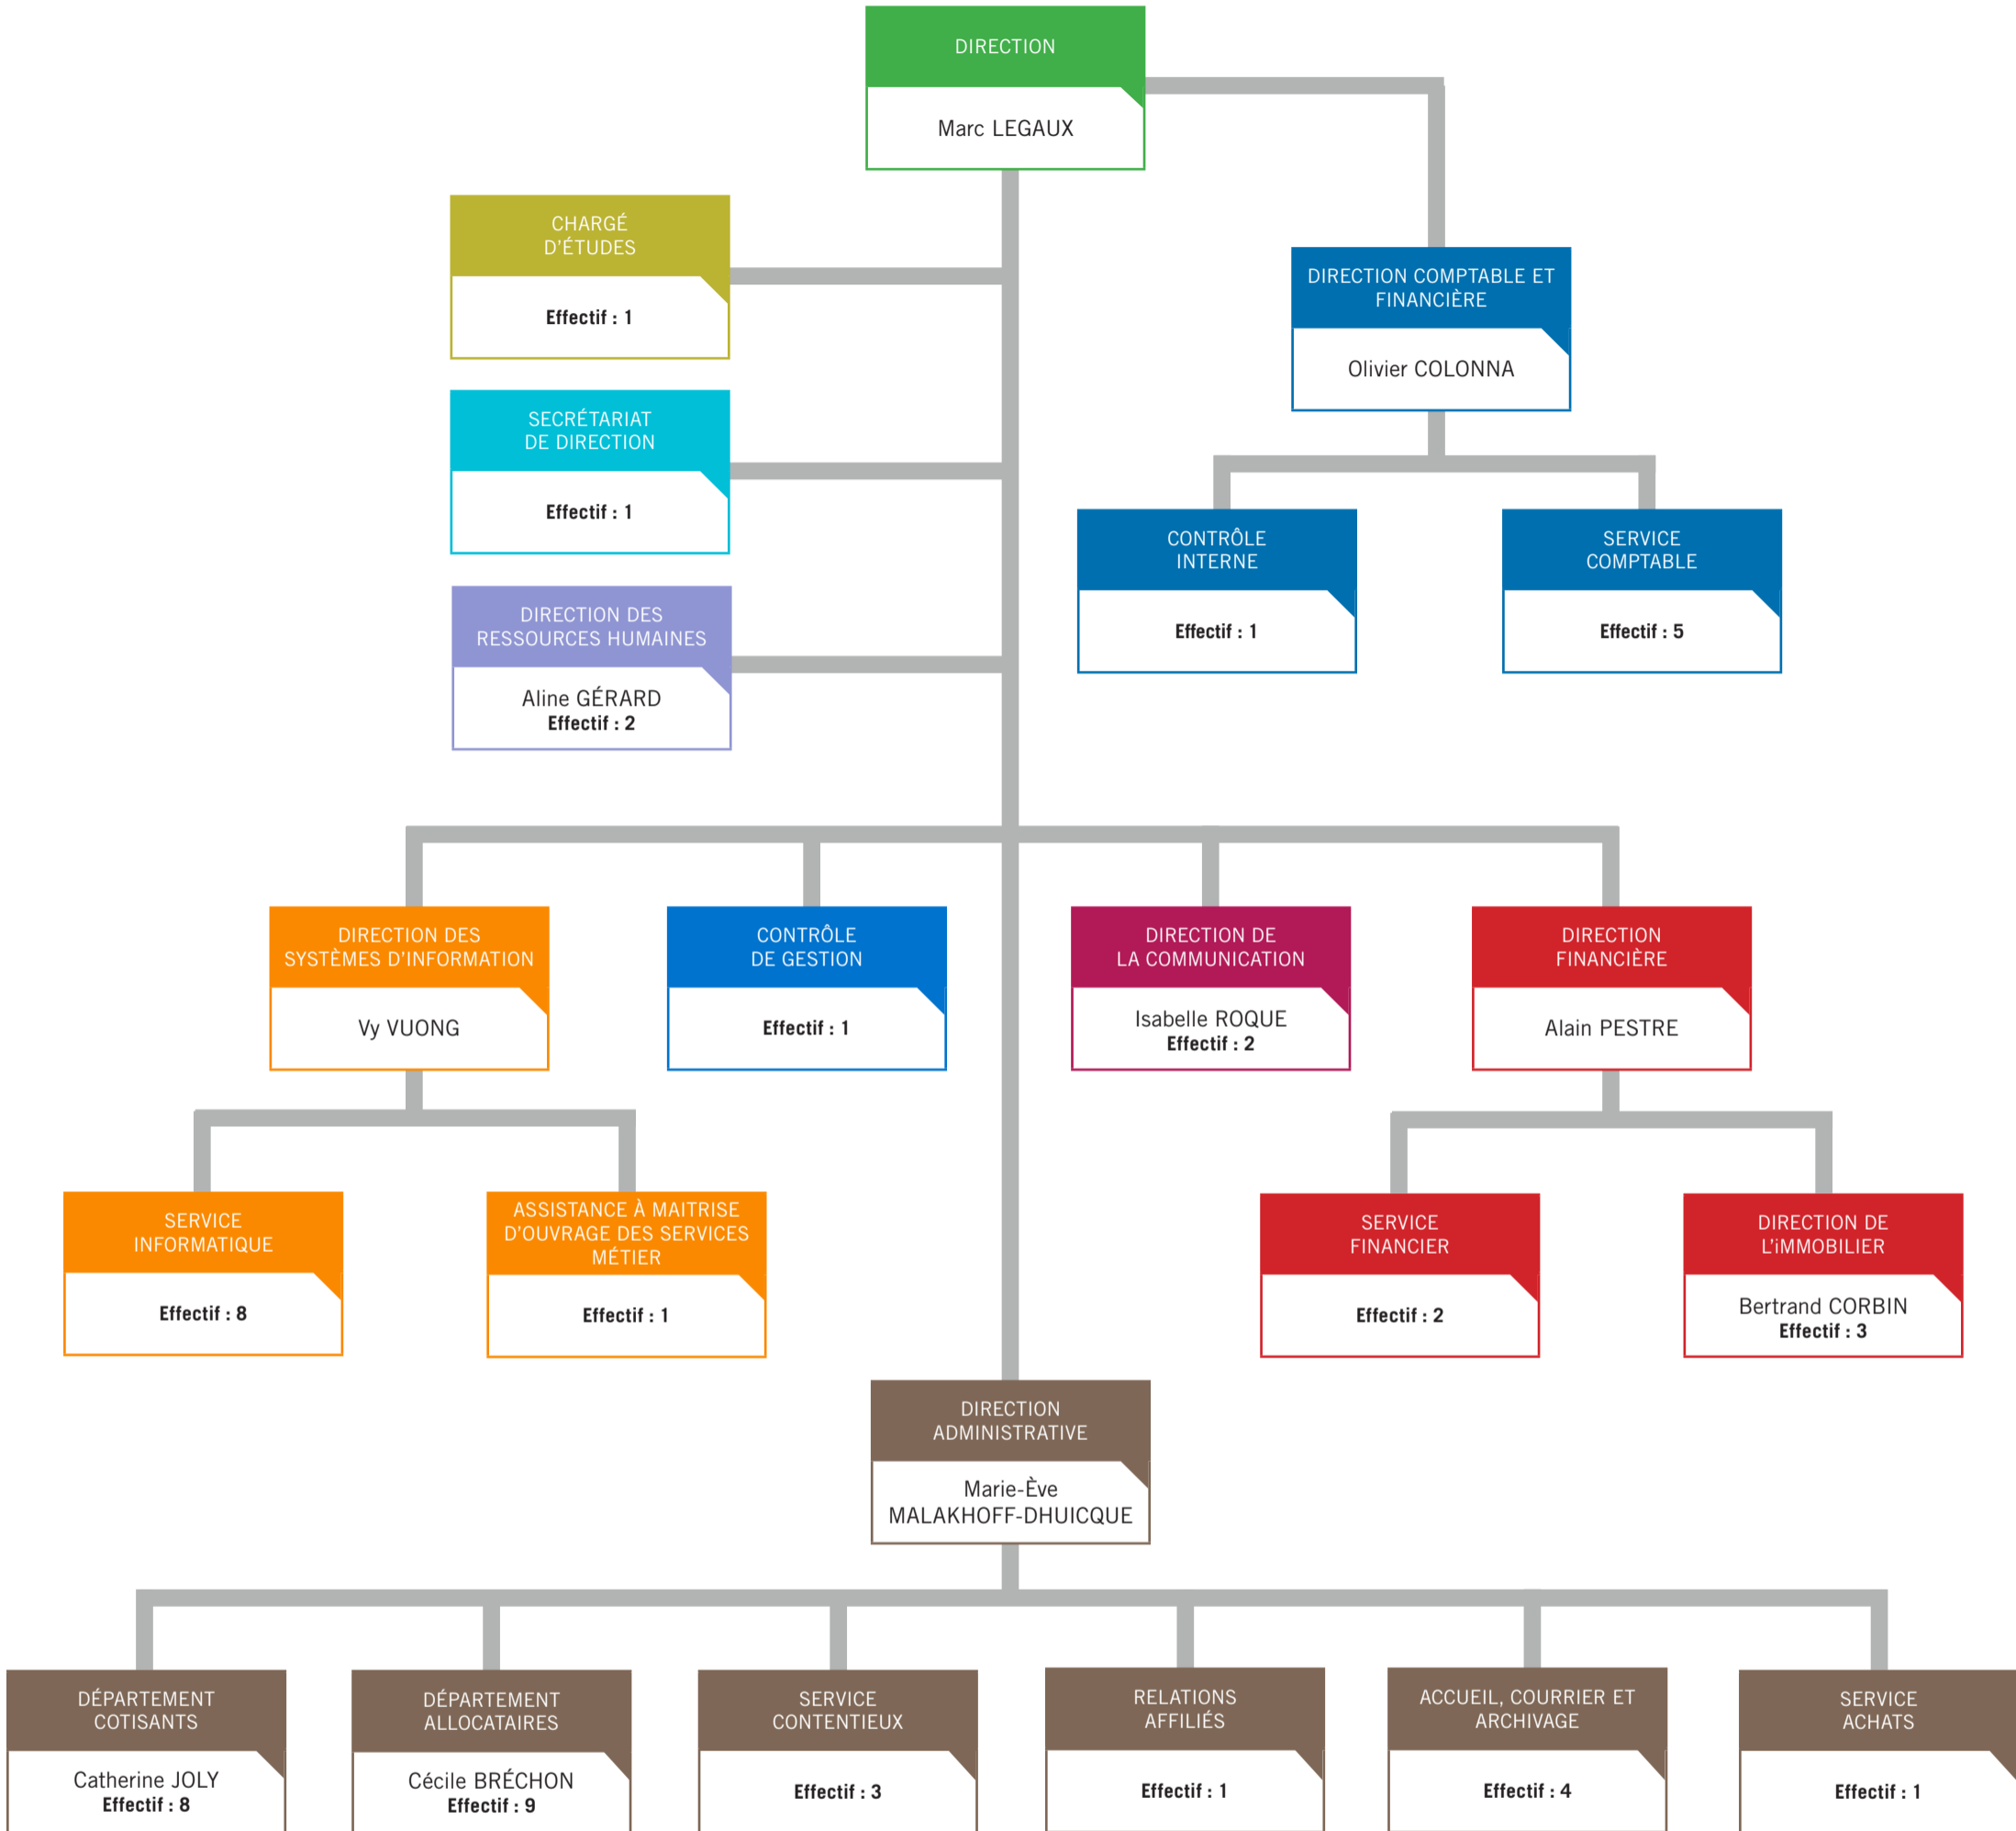 DIRECTION
Marc LEGAUX
CHARGÉ
D'ÉTUDES
Effectif : 1
DIRECTION COMPTABLE ET
FINANCIÈRE
Olivier COLONNA
SECRÉTARIAT
DE DIRECTION
Effectif : 1
CONTRÔLE
INTERNE
Effectif : 1
SERVICE
COMPTABLE
Effectif : 5
DIRECTION DES
RESSOURCES HUMAINES
Aline GÉRARD
Effectif : 2
DIRECTION DES
SYSTÈMES D'INFORMATION
Vy VUONG
CONTRÔLE
DE GESTION
Effectif : 1
DIRECTION DE
LA COMMUNICATION
Isabelle ROQUE
Effectif : 2
DIRECTION
FINANCIÈRE
Alain PESTRE
SERVICE
INFORMATIQUE
Effectif : 8
ASSISTANCE À MAITRISE
D'OUVRAGE DES SERVICES
MÉTIER
Effectif : 1
SERVICE
FINANCIER
Effectif : 2
DIRECTION DE
L'iMMOBILIER
Bertrand CORBIN
Effectif : 3
DIRECTION
ADMINISTRATIVE
Marie-Ève
MALAKHOFF-DHUICQUE
DÉPARTEMENT
COTISANTS
Catherine JOLY
Effectif : 8
DÉPARTEMENT
ALLOCATAIRES
Cécile BRÉCHON
Effectif : 9
SERVICE
CONTENTIEUX
Effectif : 3
RELATIONS
AFFILIÉS
Effectif : 1
ACCUEIL, COURRIER ET
ARCHIVAGE
Effectif : 4
SERVICE
ACHATS
Effectif : 1